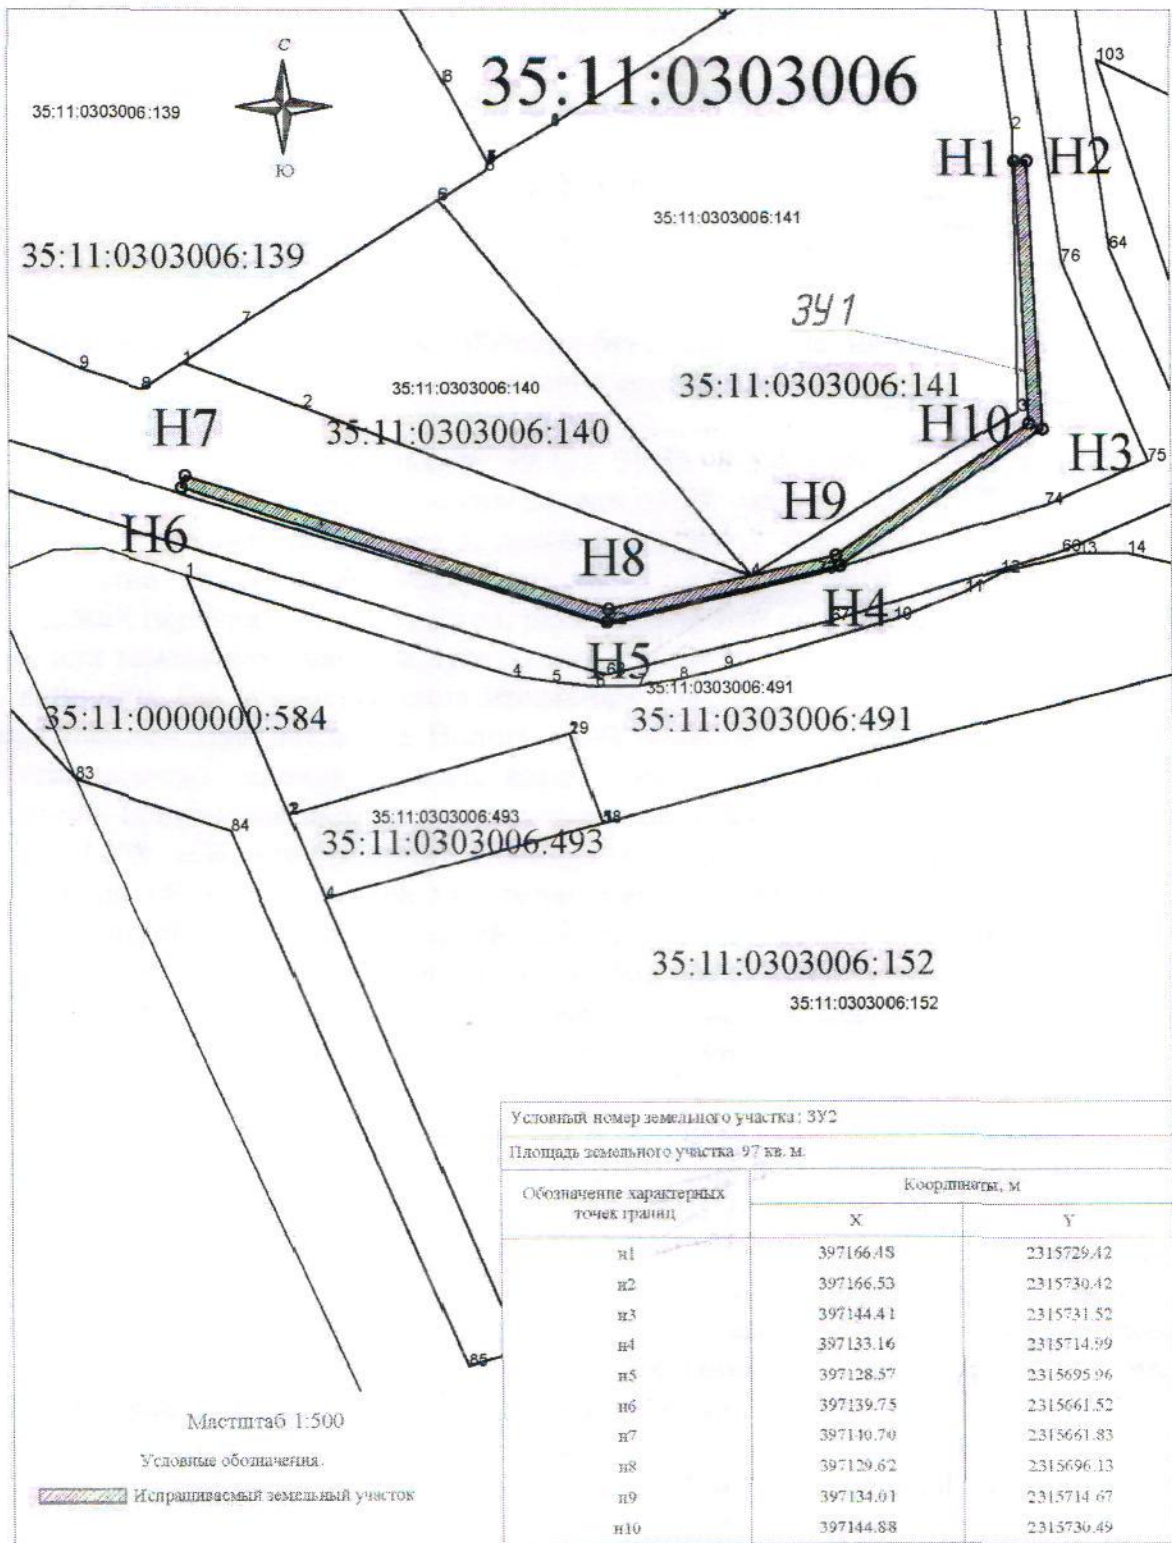 С
Ю
35:11:0303006
35:11:0303006:139
35:11:0303006:139
35:11:0303006:141
ЗУ1
35:11:0303006:141
35:11:0303006:140
35:11:0303006:140
Н1
Н2
Н10
Н3
Н7
Н9
Н8
Н6
Н4
Н5
35:11:0303006:491
35:11:0303006:491
35:11:0000000:584
35:11:0303006:493
35:11:0303006:493
35:11:0303006:152
35:11:0303006:152
103
2
64
76
75
74
3
6
7
1
2
8
9
1
4
5
8
9
10
11
12
13
14
29
2
4
83
84
85
Условный номер земельного участка: ЗУ2
Площадь земельного участка 97 кв. м.
Обозначение характерных точек границ
Координаты, м
X Y
н1 397166.48 2315729.42
н2 397166.53 2315730.42
н3 397144.41 2315731.52
н4 397133.16 2315714.99
н5 397128.57 2315695.96
н6 397139.75 2315661.52
н7 397140.70 2315661.83
н8 397129.62 2315696.13
н9 397134.01 2315714.67
н10 397144.88 2315730.49
Мастштаб 1:500
Условные обозначения.
Испрашиваемый земельный участок